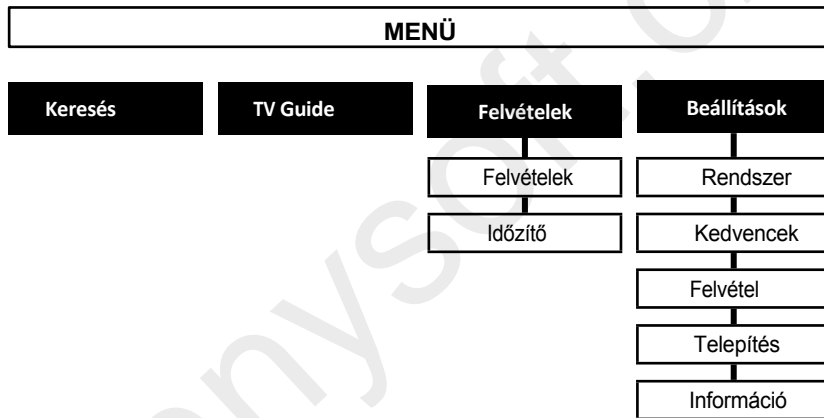 MENÜ
Keresés
TV Guide
Felvételek
Beállítások
Felvételek
Rendszer
Időzítő
Kedvencek
Felvétel
Telepítés
Információ